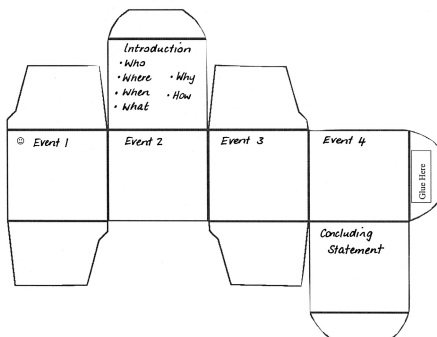 Introduction
• Who
• Where • Why
• When • How
• What
☺ Event 1 Event 2 Event 3 Event 4
Glue Here
Concluding
Statement